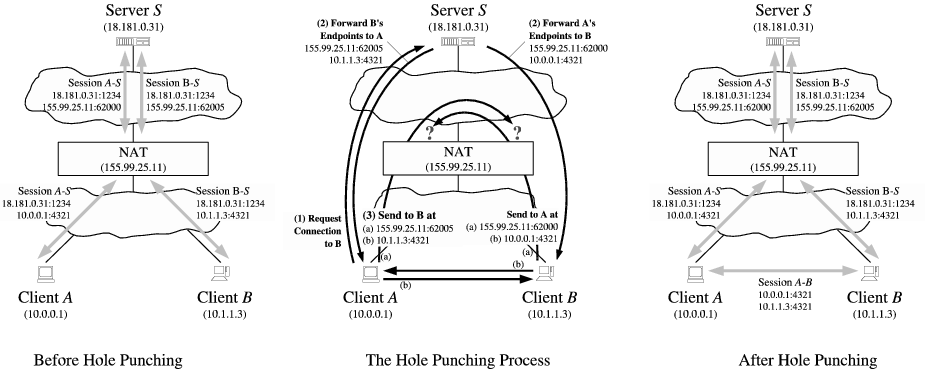 Server S
(18.181.0.31)
Session A-S
18.181.0.31:1234
155.99.25.11:62000
Session B-S
18.181.0.31:1234
155.99.25.11:62005
NAT
(155.99.25.11)
Session A-S
18.181.0.31:1234
10.0.0.1:4321
Session B-S
18.181.0.31:1234
10.1.1.3:4321
Client A
(10.0.0.1)
Client B
(10.1.1.3)
Before Hole Punching
(2) Forward B's
Endpoints to A
155.99.25.11:62005
10.1.1.3:4321
Server S
(18.181.0.31)
(2) Forward A's
Endpoints to B
155.99.25.11:62000
10.0.0.1:4321
?
?
NAT
(155.99.25.11)
(1) Request
Connection
to B
(3) Send to B at
(a) 155.99.25.11:62005
(b) 10.1.1.3:4321
(a)
Send to A at
(a) 155.99.25.11:62000
(b) 10.0.0.1:4321
(a)
(b)
(b)
Client A
(10.0.0.1)
Client B
(10.1.1.3)
The Hole Punching Process
Server S
(18.181.0.31)
Session A-S
18.181.0.31:1234
155.99.25.11:62000
Session B-S
18.181.0.31:1234
155.99.25.11:62005
NAT
(155.99.25.11)
Session A-S
18.181.0.31:1234
10.0.0.1:4321
Session B-S
18.181.0.31:1234
10.1.1.3:4321
Client A
(10.0.0.1)
Session A-B
10.0.0.1:4321
10.1.1.3:4321
Client B
(10.1.1.3)
After Hole Punching